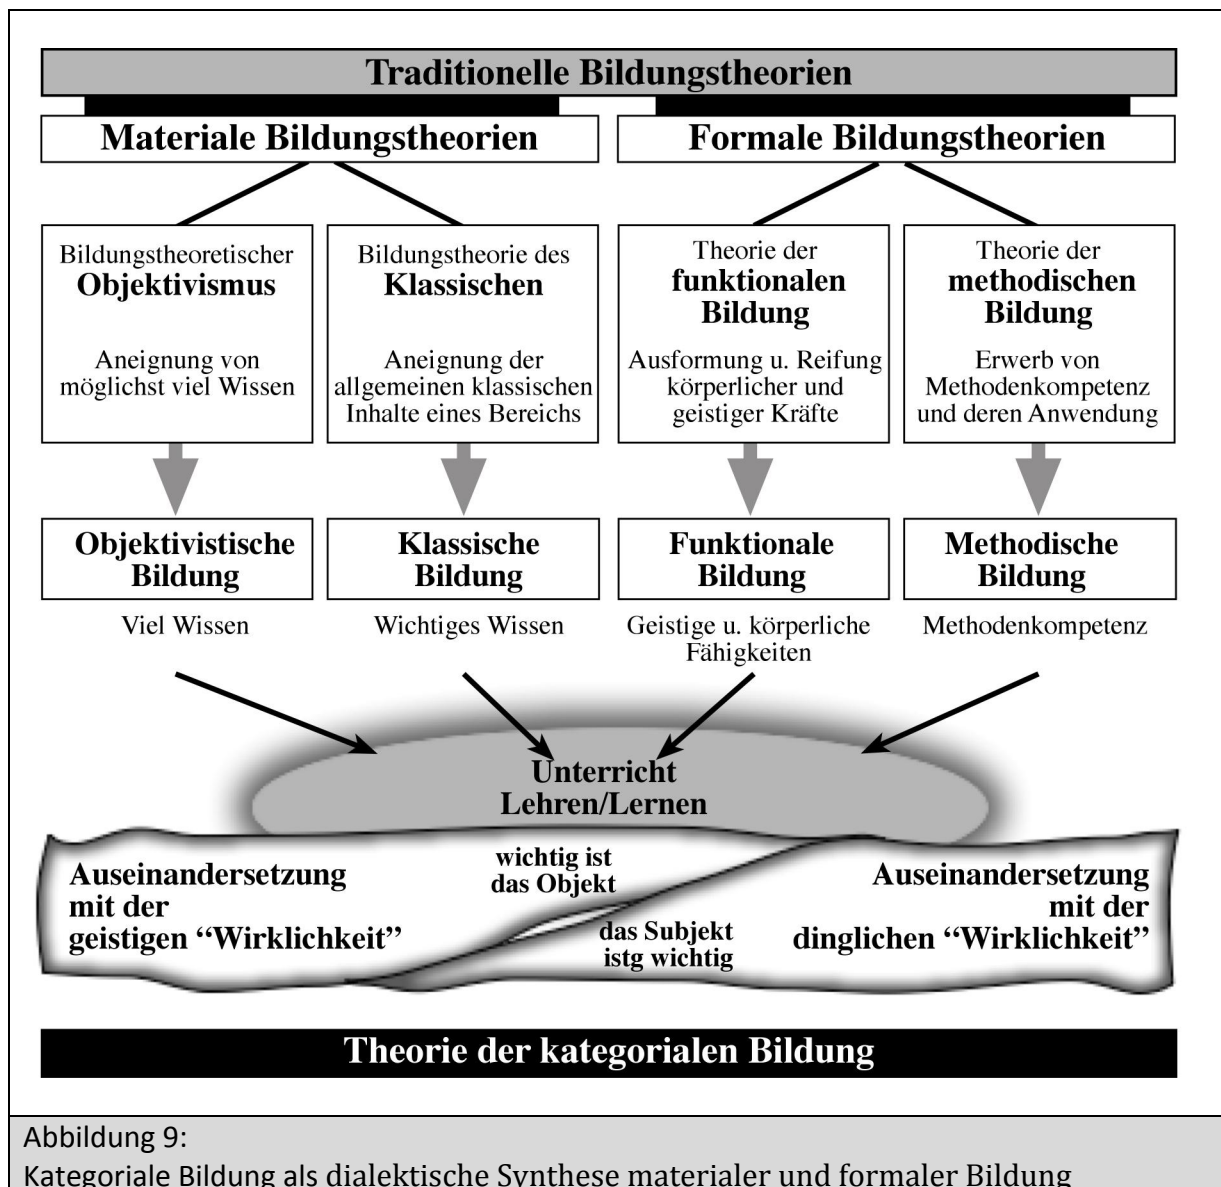 Traditionelle Bildungstheorien
Materiale Bildungstheorien
Formale Bildungstheorien
Bildungstheoretischer
Objektivismus
Aneignung von
möglichst viel Wissen
Bildungstheorie des
Klassischen
Aneignung der
allgemeinen klassischen
Inhalte eines Bereichs
Theorie der
funktionalen
Bildung
Ausformung u. Reifung
körperlicher und
geistiger Kräfte
Theorie der
methodischen
Bildung
Erwerb von
Methodenkompetenz
und deren Anwendung
Objektivistische
Bildung
Klassische
Bildung
Funktionale
Bildung
Methodische
Bildung
Viel Wissen
Wichtiges Wissen
Geistige u. körperliche
Fähigkeiten
Methodenkompetenz
Unterricht
Lehren/Lernen
Auseinandersetzung
mit der
geistigen “Wirklichkeit”
wichtig ist
das Objekt
das Subjekt
istg wichtig
Auseinandersetzung
mit der
dinglichen “Wirklichkeit”
Theorie der kategorialen Bildung
Abbildung 9:
Kategoriale Bildung als dialektische Synthese materialer und formaler Bildung